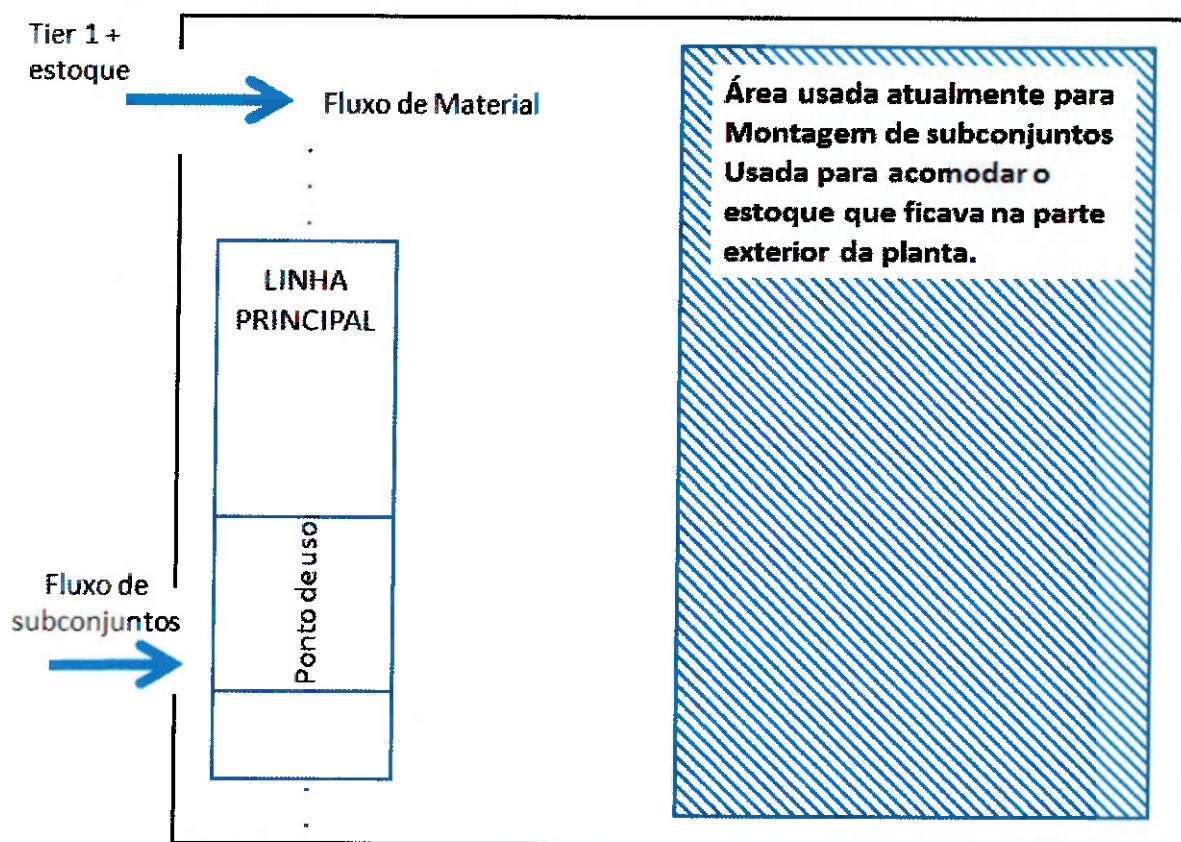 Tier 1 +
estoque
Fluxo de Material
Área usada atualmente para
Montagem de subconjuntos
Usada para acomodar o
estoque que ficava na parte
exterior da planta.
LINHA
PRINCIPAL
Ponto de uso
Fluxo de
subconjuntos